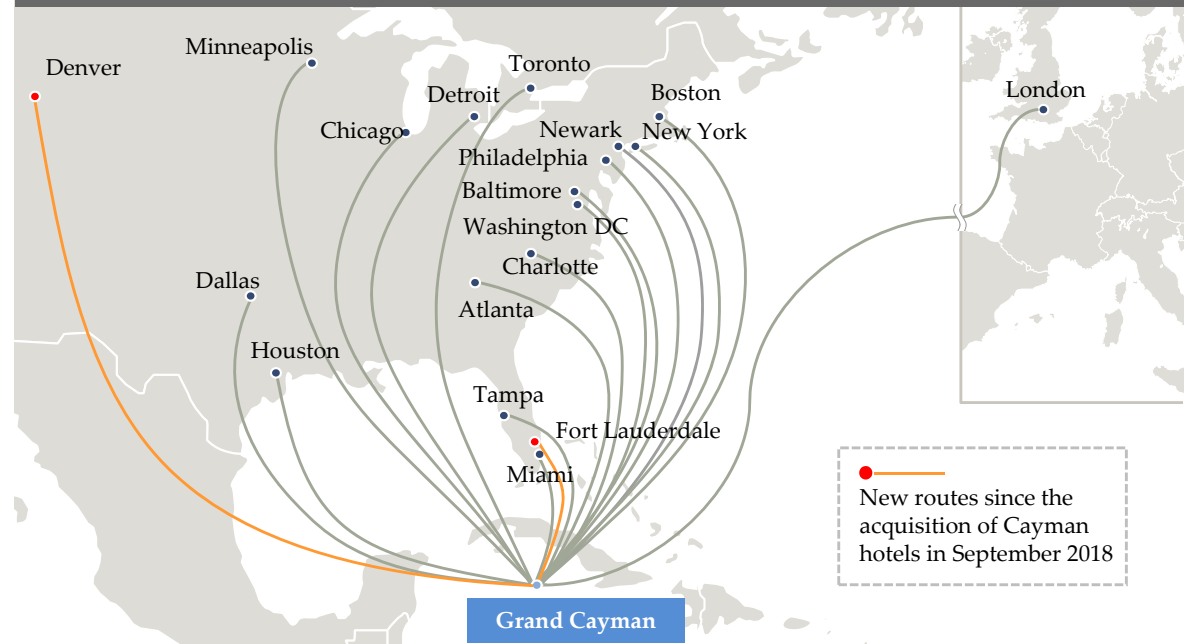 Minneapolis
Denver
Toronto
Detroit
Boston
London
Chicago
Newark
New York
Philadelphia
Baltimore
Washington DC
Charlotte
Dallas
Atlanta
Houston
Tampa
Fort Lauderdale
Miami
New routes since the
acquisition of Cayman
hotels in September 2018
Grand Cayman